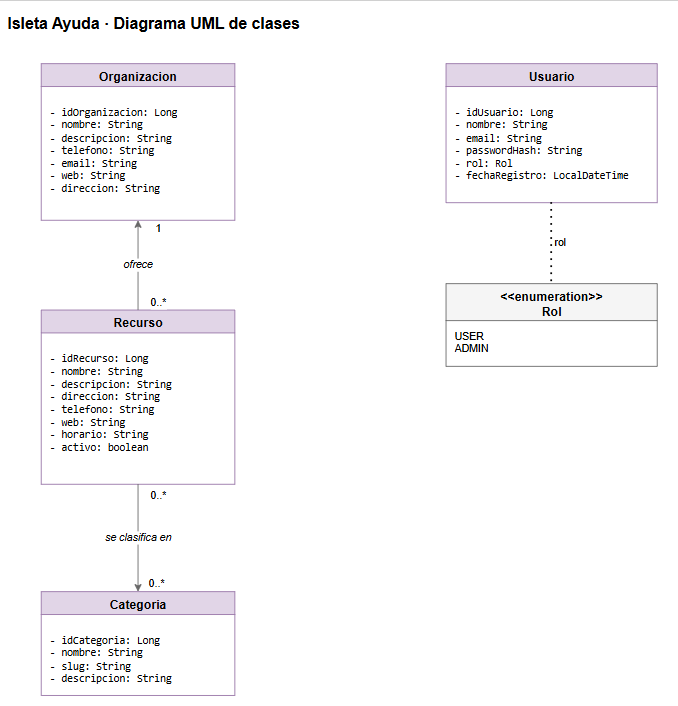 Isleta Ayuda · Diagrama UML de clases
Organizacion
- idOrganizacion: Long
- nombre: String
- descripcion: String
- telefono: String
- email: String
- web: String
- direccion: String
1
ofrece
0..*
Recurso
- idRecurso: Long
- nombre: String
- descripcion: String
- direccion: String
- telefono: String
- web: String
- horario: String
- activo: boolean
0..*
se clasifica en
0..*
Categoria
- idCategoria: Long
- nombre: String
- slug: String
- descripcion: String
Usuario
- idUsuario: Long
- nombre: String
- email: String
- passwordHash: String
- rol: Rol
- fechaRegistro: LocalDateTime
rol
<<enumeration>>
Rol
USER
ADMIN